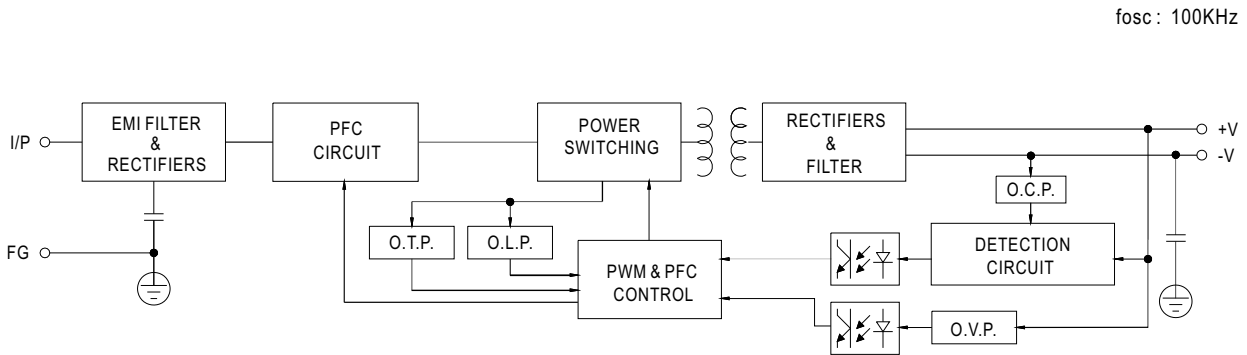 fosc : 100KHz
I/P
EMI FILTER
&
RECTIFIERS
PFC
CIRCUIT
POWER
SWITCHING
RECTIFIERS
&
FILTER
+V
-V
O.C.P.
FG
O.T.P.
O.L.P.
PWM & PFC
CONTROL
DETECTION
CIRCUIT
O.V.P.